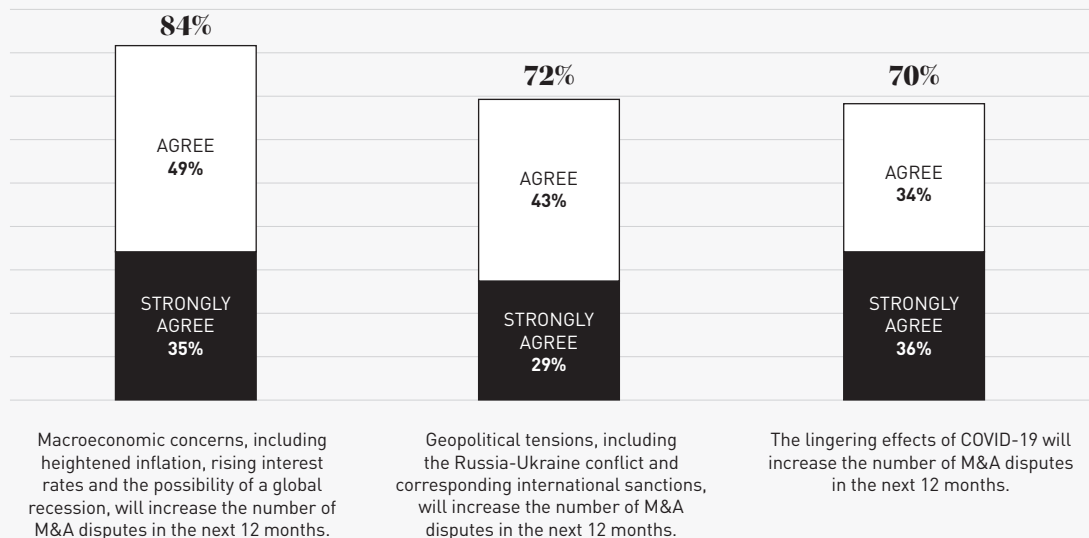 84%
AGREE
49%
STRONGLY
AGREE
35%
Macroeconomic concerns, including
heightened inflation, rising interest
rates and the possibility of a global
recession, will increase the number of
M&A disputes in the next 12 months.
72%
AGREE
43%
STRONGLY
AGREE
29%
Geopolitical tensions, including
the Russia-Ukraine conflict and
corresponding international sanctions,
will increase the number of M&A
disputes in the next 12 months.
70%
AGREE
34%
STRONGLY
AGREE
36%
The lingering effects of COVID-19 will
increase the number of M&A disputes
in the next 12 months.